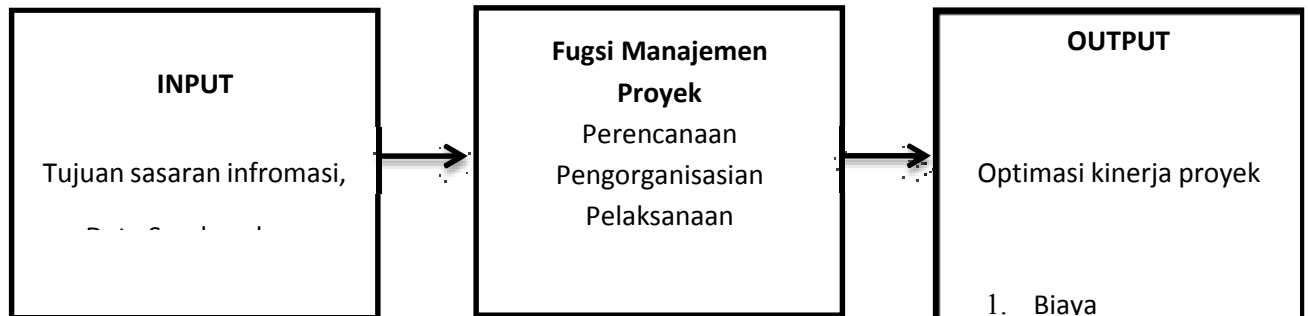 INPUT
Tujuan sasaran infromasi,
Fugsi Manajemen
Proyek
Perencanaan
Pengorganisasian
Pelaksanaan
OUTPUT
Optimasi kinerja proyek
1. Biaya